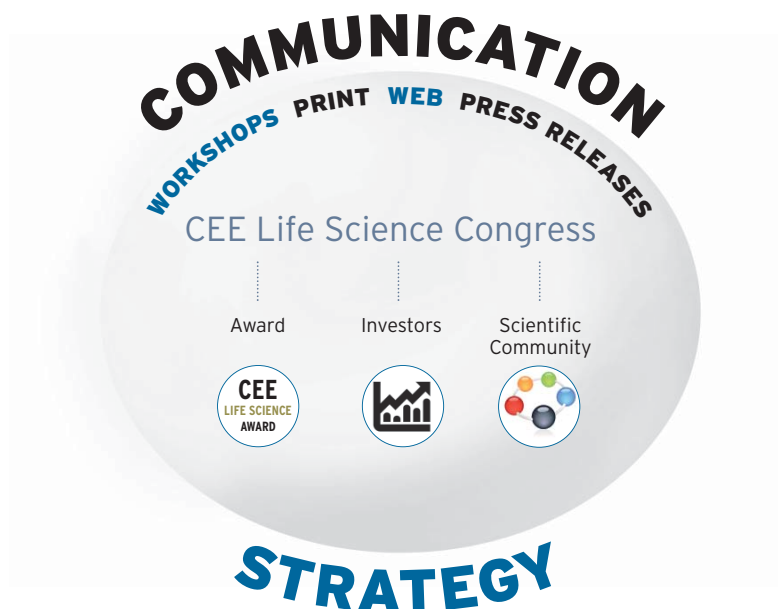 COMMUNICATION
WORKSHOPS PRINT WEB PRESS RELEASES
CEE Life Science Congress
Award
Investors
Scientific
Community
CEE
LIFE SCIENCE
AWARD
STRATEGY